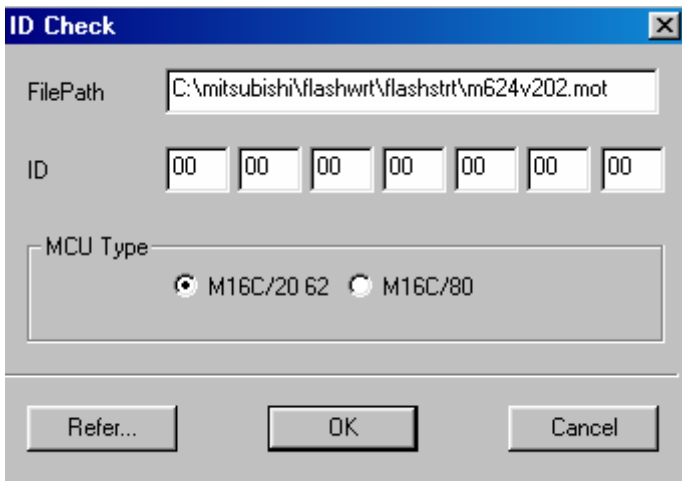 ID Check
FilePath C:\mitsubishi\flashwrt\flashstrt\m624v202.mot
ID 00 00 00 00 00 00 00
MCU Type
M16C/20 62 M16C/80
Refer... OK Cancel